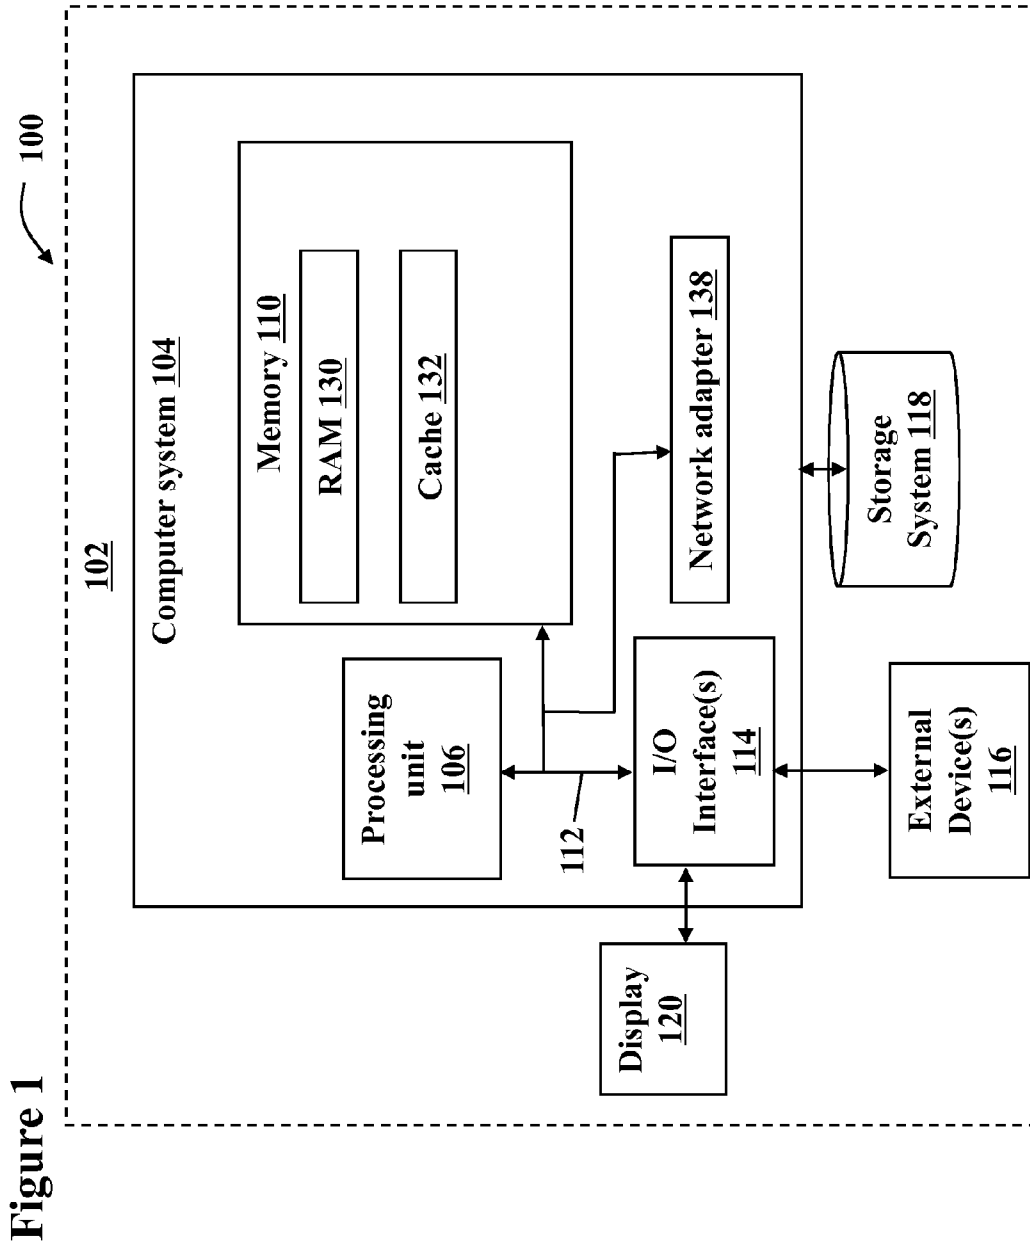 Figure 1
100
102
Computer system 104
Memory 110
RAM 130
Cache 132
Processing
unit
106
112
I/O
Interface(s)
114
Network adapter 138
Display
120
External
Device(s)
116
Storage
System 118